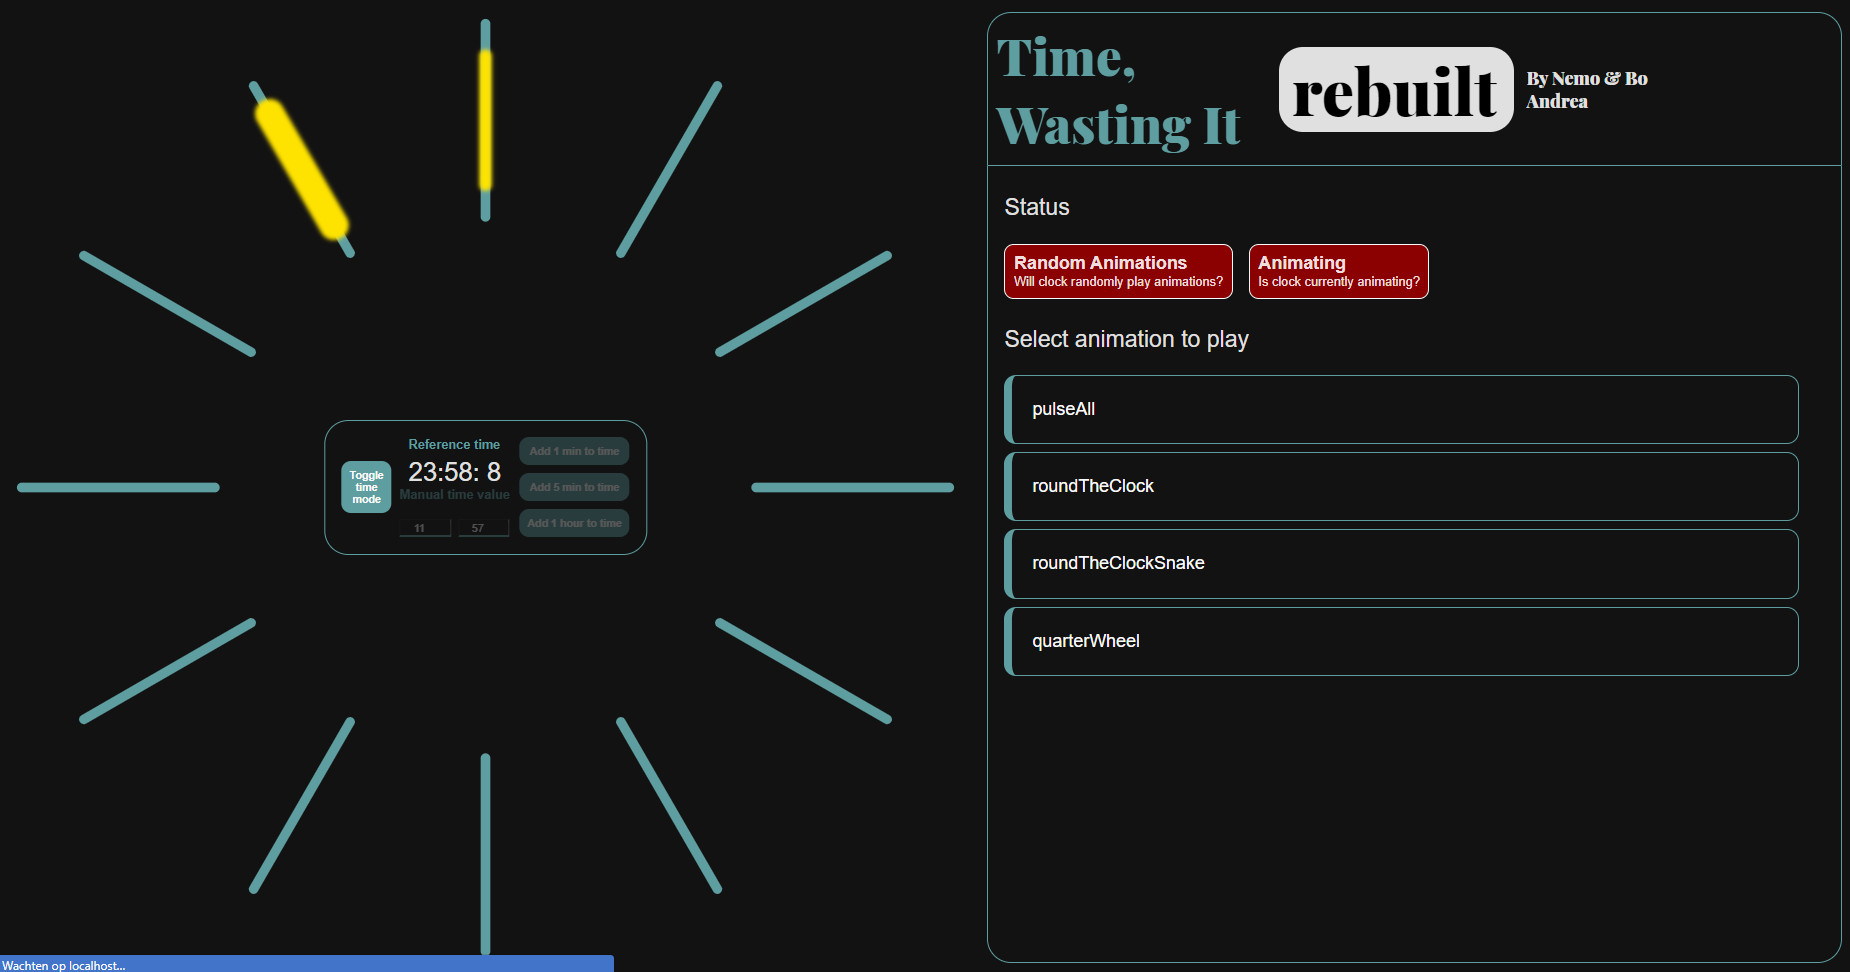 Toggle
time
mode
Reference time
23:58: 8
Manual time value
11 57
Add 1 min to time
Add 5 min to time
Add 1 hour to time
Wachten op localhost...
Time,
Wasting It
rebuilt
By Nemo & Bo
Andrea
Status
Random Animations
Will clock randomly play animations?
Animating
Is clock currently animating?
Select animation to play
pulseAll
roundTheClock
roundTheClockSnake
quarterWheel